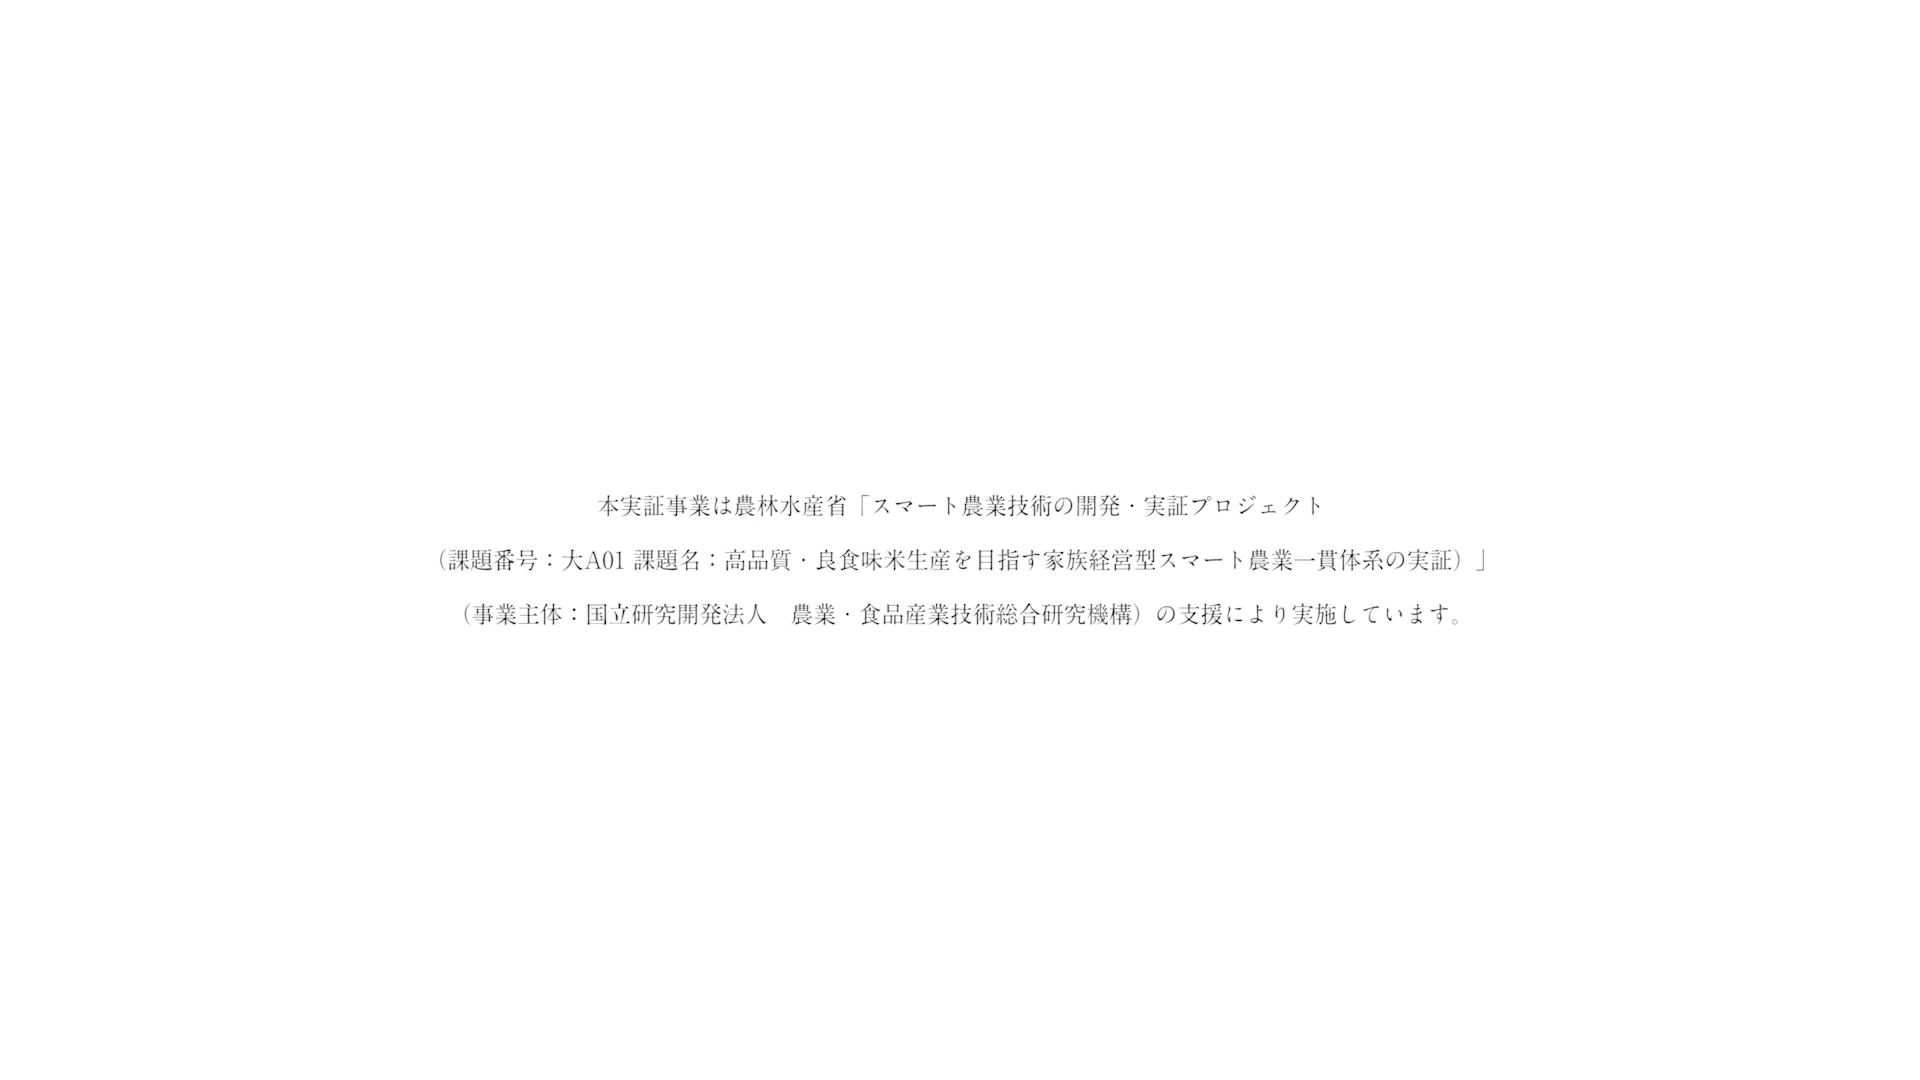 本実証事業は農林水産省「スマート農業技術の開発・実証プロジェクト
（課題番号：大A01 課題名：高品質・良食味米生産を目指す家族経営型スマート農業一貫体系の実証）」
（事業主体：国立研究開発法人　農業・食品産業技術総合研究機構）の支援により実施しています。